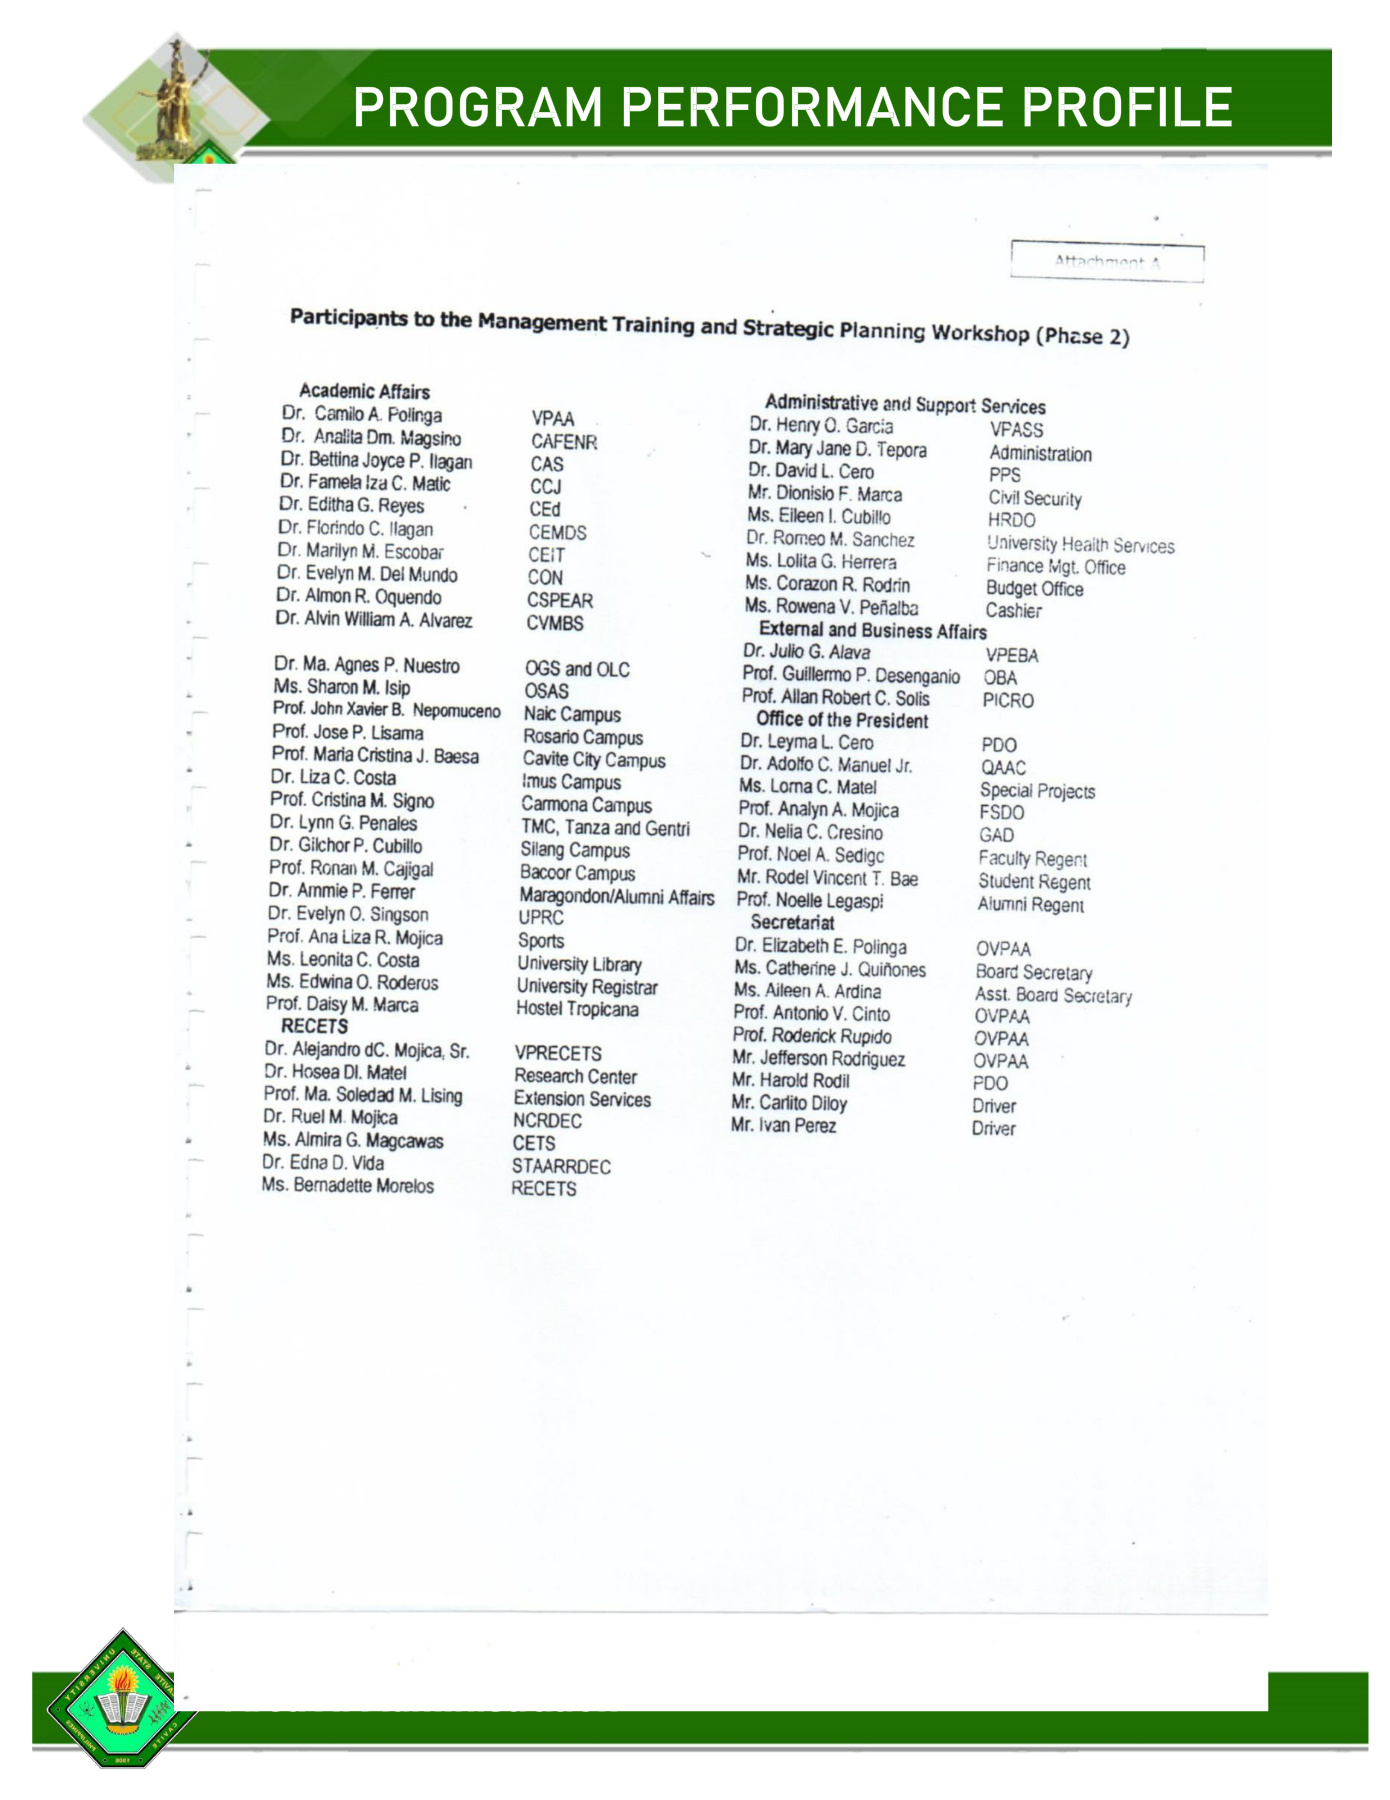 PROGRAM PERFORMANCE PROFILE
Attachment A
Participants to the Management Training and Strategic Planning Workshop (Phase 2)
Academic Affairs
Dr. Camilo A. Polinga VPAA
Dr. Analita Dm. Magsino CAFENR
Dr. Bettina Joyce P. Ilagan CAS
Dr. Famela Iza C. Matic CCJ
Dr. Editha G. Reyes CEd
Dr. Florindo C. Ilagan CEMDS
Dr. Marilyn M. Escobar CEIT
Dr. Evelyn M. Del Mundo CON
Dr. Almon R. Oquendo CSPEAR
Dr. Alvin William A. Alvarez CVMBS
Dr. Ma. Agnes P. Nuestro OGS and OLC
Ms. Sharon M. Isip OSAS
Prof. John Xavier B. Nepomuceno Naic Campus
Prof. Jose P. Lisama Rosario Campus
Prof. Maria Cristina J. Baesa Cavite City Campus
Dr. Liza C. Costa Imus Campus
Prof. Cristina M. Signo Carmona Campus
Dr. Lynn G. Penales TMC, Tanza and Gentri
Dr. Gilchor P. Cubillo Silang Campus
Prof. Ronan M. Cajigal Bacoor Campus
Dr. Ammie P. Ferrer Maragondon/Alumni Affairs
Dr. Evelyn O. Singson UPRC
Prof. Ana Liza R. Mojica Sports
Ms. Leonita C. Costa University Library
Ms. Edwina O. Roderos University Registrar
Prof. Daisy M. Marca Hostel Tropicana
RECETS
Dr. Alejandro dC. Mojica, Sr. VPRECETS
Dr. Hosea Dl. Matel Research Center
Prof. Ma. Soledad M. Lising Extension Services
Dr. Ruel M. Mojica NCRDEC
Ms. Almira G. Magcawas CETS
Dr. Edna D. Vida STAARRDEC
Ms. Bernadette Morelos RECETS
Administrative and Support Services
Dr. Henry O. Garcia VPASS
Dr. Mary Jane D. Tepora Administration
Dr. David L. Cero PPS
Mr. Dionisio F. Marca Civil Security
Ms. Eileen I. Cubillo HRDO
Dr. Romeo M. Sanchez University Health Services
Ms. Lolita G. Herrera Finance Mgt. Office
Ms. Corazon R. Rodrin Budget Office
Ms. Rowena V. Peñalba Cashier
External and Business Affairs
Dr. Julio G. Alava VPEBA
Prof. Guillermo P. Desenganio OBA
Prof. Allan Robert C. Solis PICRO
Office of the President
Dr. Leyma L. Cero PDO
Dr. Adolfo C. Manuel Jr. QAAC
Ms. Lorna C. Matel Special Projects
Prof. Analyn A. Mojica FSDO
Dr. Nelia C. Cresino GAD
Prof. Noel A. Sedigo Faculty Regent
Mr. Rodel Vincent T. Bae Student Regent
Prof. Noelle Legaspi Alumni Regent
Secretariat
Dr. Elizabeth E. Polinga OVPAA
Ms. Catherine J. Quiñones Board Secretary
Ms. Aileen A. Ardina Asst. Board Secretary
Prof. Antonio V. Cinto OVPAA
Prof. Roderick Rupido OVPAA
Mr. Jefferson Rodriguez OVPAA
Mr. Harold Rodil PDO
Mr. Carlito Diloy Driver
Mr. Ivan Perez Driver